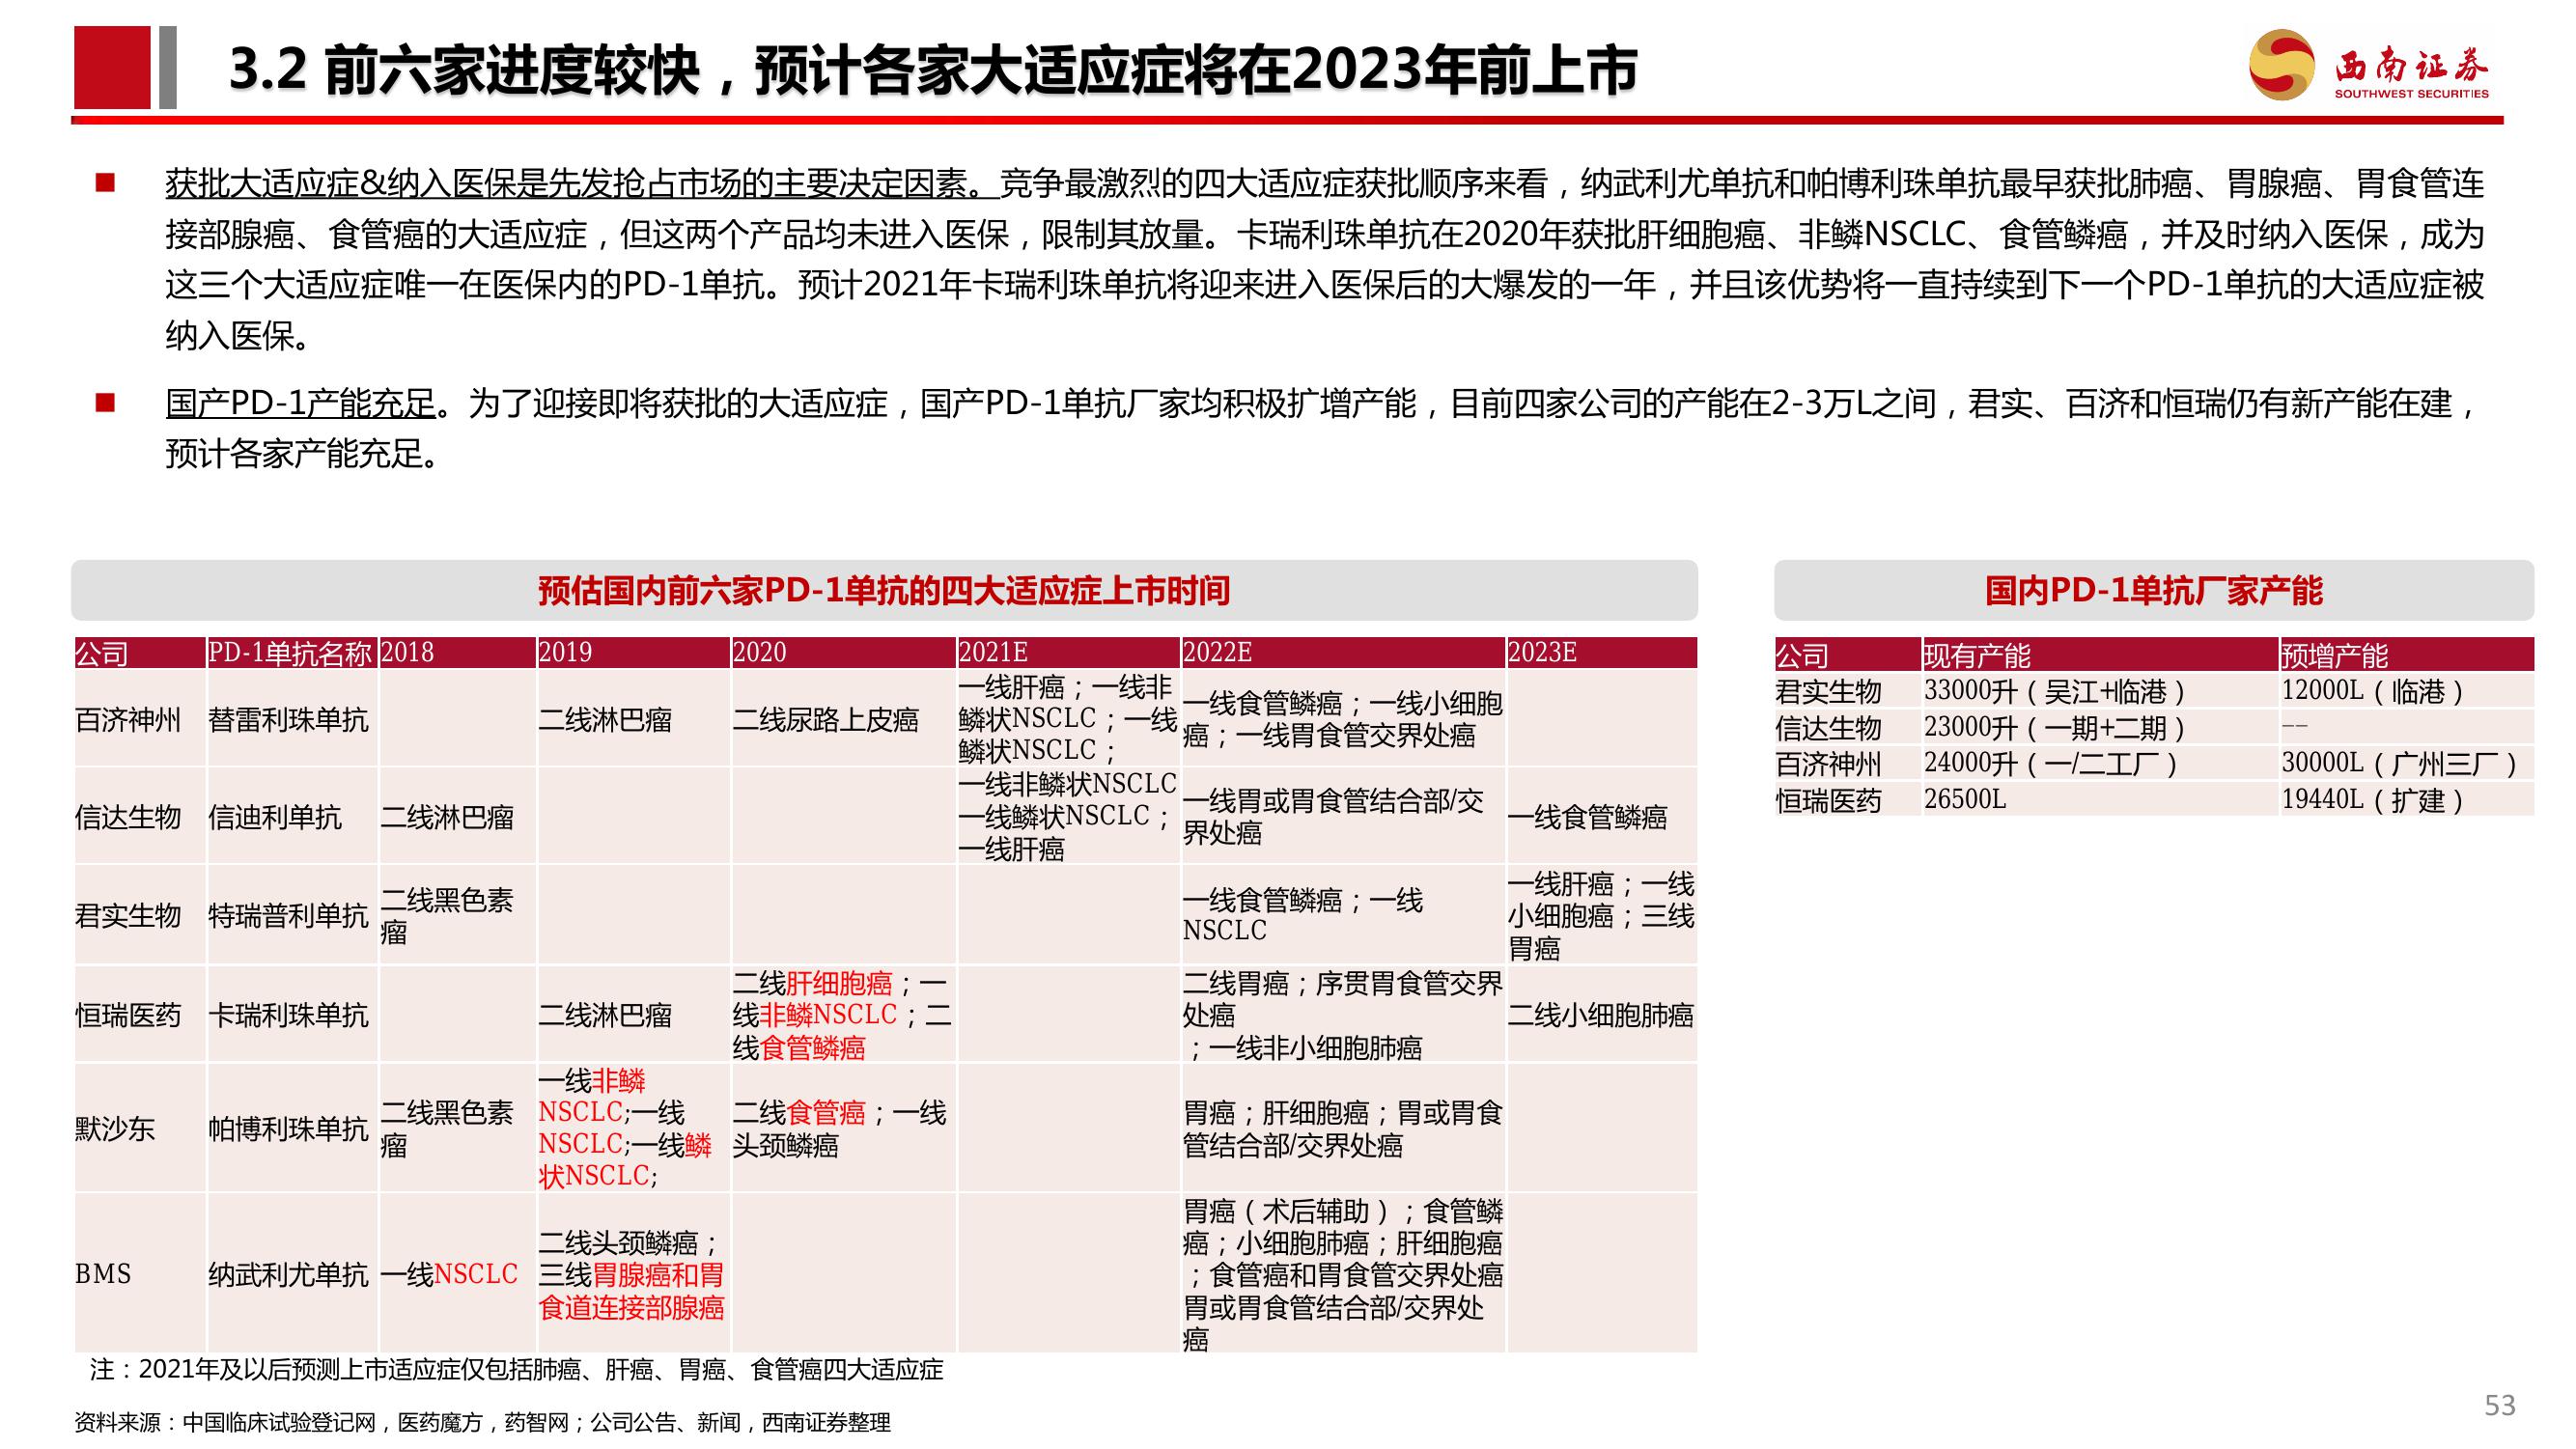 3.2 前六家进度较快，预计各家大适应症将在2023年前上市
西南证券
SOUTHWEST SECURITIES
获批大适应症&纳入医保是先发抢占市场的主要决定因素。竞争最激烈的四大适应症获批顺序来看，纳武利尤单抗和帕博利珠单抗最早获批肺癌、胃腺癌、胃食管连
接部腺癌、食管癌的大适应症，但这两个产品均未进入医保，限制其放量。卡瑞利珠单抗在2020年获批肝细胞癌、非鳞NSCLC、食管鳞癌，并及时纳入医保，成为
这三个大适应症唯一在医保内的PD-1单抗。预计2021年卡瑞利珠单抗将迎来进入医保后的大爆发的一年，并且该优势将一直持续到下一个PD-1单抗的大适应症被
纳入医保。
国产PD-1产能充足。为了迎接即将获批的大适应症，国产PD-1单抗厂家均积极扩增产能，目前四家公司的产能在2-3万L之间，君实、百济和恒瑞仍有新产能在建，
预计各家产能充足。
预估国内前六家PD-1单抗的四大适应症上市时间
公司 PD-1单抗名称 2018 2019 2020 2021E 2022E 2023E
百济神州 替雷利珠单抗 二线淋巴瘤 二线尿路上皮癌
一线肝癌；一线非
鳞状NSCLC；一线
鳞状NSCLC；
一线食管鳞癌；一线小细胞
癌；一线胃食管交界处癌
信达生物 信迪利单抗 二线淋巴瘤
一线非鳞状NSCLC
一线鳞状NSCLC；
一线肝癌
一线胃或胃食管结合部/交
界处癌
一线食管鳞癌
君实生物 特瑞普利单抗
二线黑色素
瘤
一线食管鳞癌；一线
NSCLC
一线肝癌；一线
小细胞癌；三线
胃癌
恒瑞医药 卡瑞利珠单抗 二线淋巴瘤
二线肝细胞癌；一
线非鳞NSCLC；二
线食管鳞癌
二线胃癌；序贯胃食管交界
处癌
；一线非小细胞肺癌
二线小细胞肺癌
默沙东 帕博利珠单抗
二线黑色素
瘤
一线非鳞
NSCLC;一线
NSCLC;一线鳞
状NSCLC;
二线食管癌；一线
头颈鳞癌
胃癌；肝细胞癌；胃或胃食
管结合部/交界处癌
BMS 纳武利尤单抗 一线NSCLC
二线头颈鳞癌；
三线胃腺癌和胃
食道连接部腺癌
胃癌（术后辅助）；食管鳞
癌；小细胞肺癌；肝细胞癌
；食管癌和胃食管交界处癌
胃或胃食管结合部/交界处
癌
国内PD-1单抗厂家产能
公司 现有产能 预增产能
君实生物 33000升（吴江+临港） 12000L（临港）
信达生物 23000升（一期+二期） --
百济神州 24000升（一/二工厂） 30000L（广州三厂）
恒瑞医药 26500L 19440L（扩建）
注：2021年及以后预测上市适应症仅包括肺癌、肝癌、胃癌、食管癌四大适应症
资料来源：中国临床试验登记网，医药魔方，药智网；公司公告、新闻，西南证券整理
53